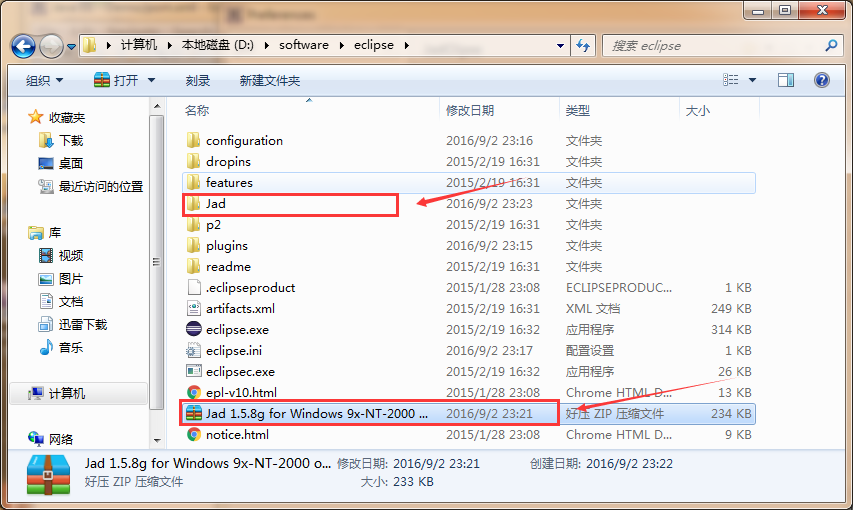 Preferences
计算机 本地磁盘 (D:) software eclipse
搜索 eclipse
组织 打开 刻录 新建文件夹
收藏夹
下载
桌面
最近访问的位置
库
视频
图片
文档
迅雷下载
音乐
计算机
网络
名称 修改日期 类型 大小
configuration 2016/9/2 23:16 文件夹
dropins 2015/2/19 16:31 文件夹
features 2015/2/19 16:31 文件夹
Jad 2016/9/2 23:23 文件夹
p2 2015/2/19 16:31 文件夹
plugins 2016/9/2 23:15 文件夹
readme 2015/2/19 16:31 文件夹
.eclipseproduct 2015/1/28 23:08 ECLIPSEPRODUC... 1 KB
artifacts.xml 2015/2/19 16:31 XML 文档 249 KB
eclipse.exe 2015/2/19 16:32 应用程序 314 KB
eclipse.ini 2016/9/2 23:17 配置设置 1 KB
eclipsec.exe 2015/2/19 16:32 应用程序 26 KB
epl-v10.html 2015/1/28 23:08 Chrome HTML D... 13 KB
Jad 1.5.8g for Windows 9x-NT-2000 ... 2016/9/2 23:21 好压 ZIP 压缩文件 234 KB
notice.html 2015/1/28 23:08 Chrome HTML D... 9 KB
Jad 1.5.8g for Windows 9x-NT-2000 o... 修改日期: 2016/9/2 23:21 创建日期: 2016/9/2 23:22
好压 ZIP 压缩文件 大小: 233 KB